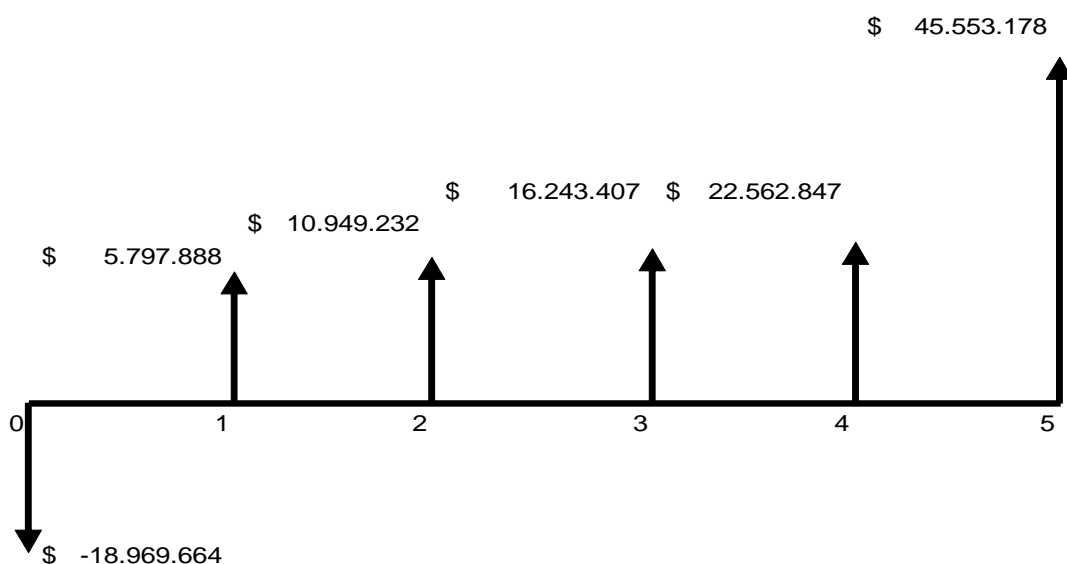 $ 45.553.178
$ 16.243.407 $ 22.562.847
$ 10.949.232
$ 5.797.888
0 1 2 3 4 5
$ -18.969.664